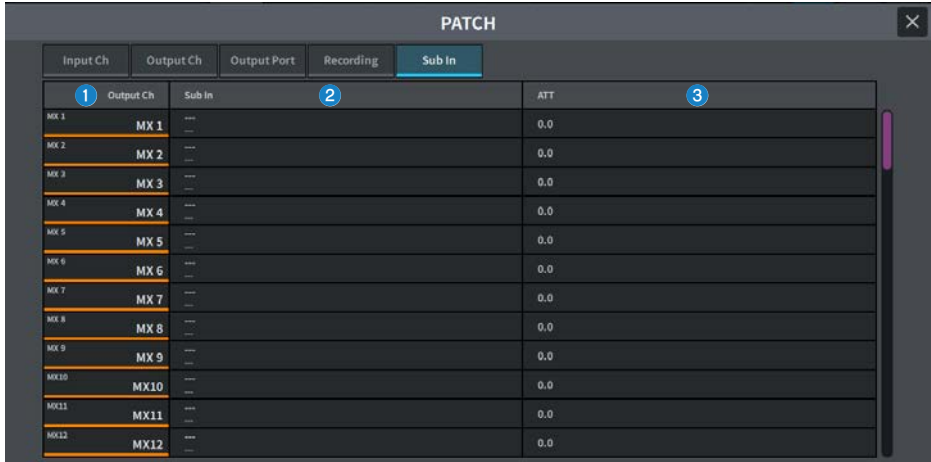 PATCH
Input Ch Output Ch Output Port Recording Sub In
1 Output Ch Sub In 2 ATT 3
MX 1 MX 1 --- --- 0.0
MX 2 MX 2 --- --- 0.0
MX 3 MX 3 --- --- 0.0
MX 4 MX 4 --- --- 0.0
MX 5 MX 5 --- --- 0.0
MX 6 MX 6 --- --- 0.0
MX 7 MX 7 --- --- 0.0
MX 8 MX 8 --- --- 0.0
MX 9 MX 9 --- --- 0.0
MX10 MX10 --- --- 0.0
MX11 MX11 --- --- 0.0
MX12 MX12 --- --- 0.0